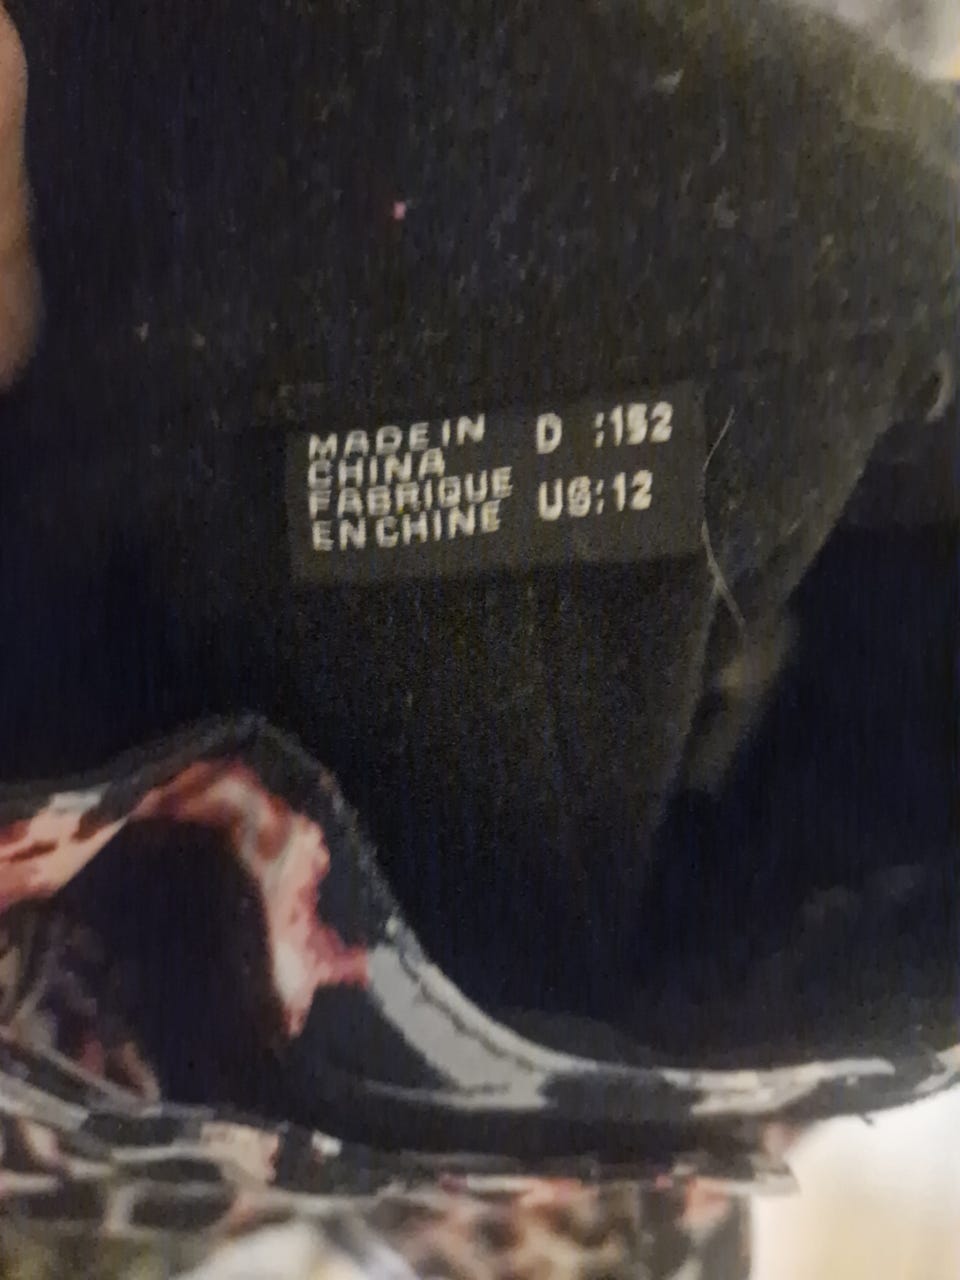 MADE IN
CHINA
FABRIQUE
EN CHINE
D :152
US:12